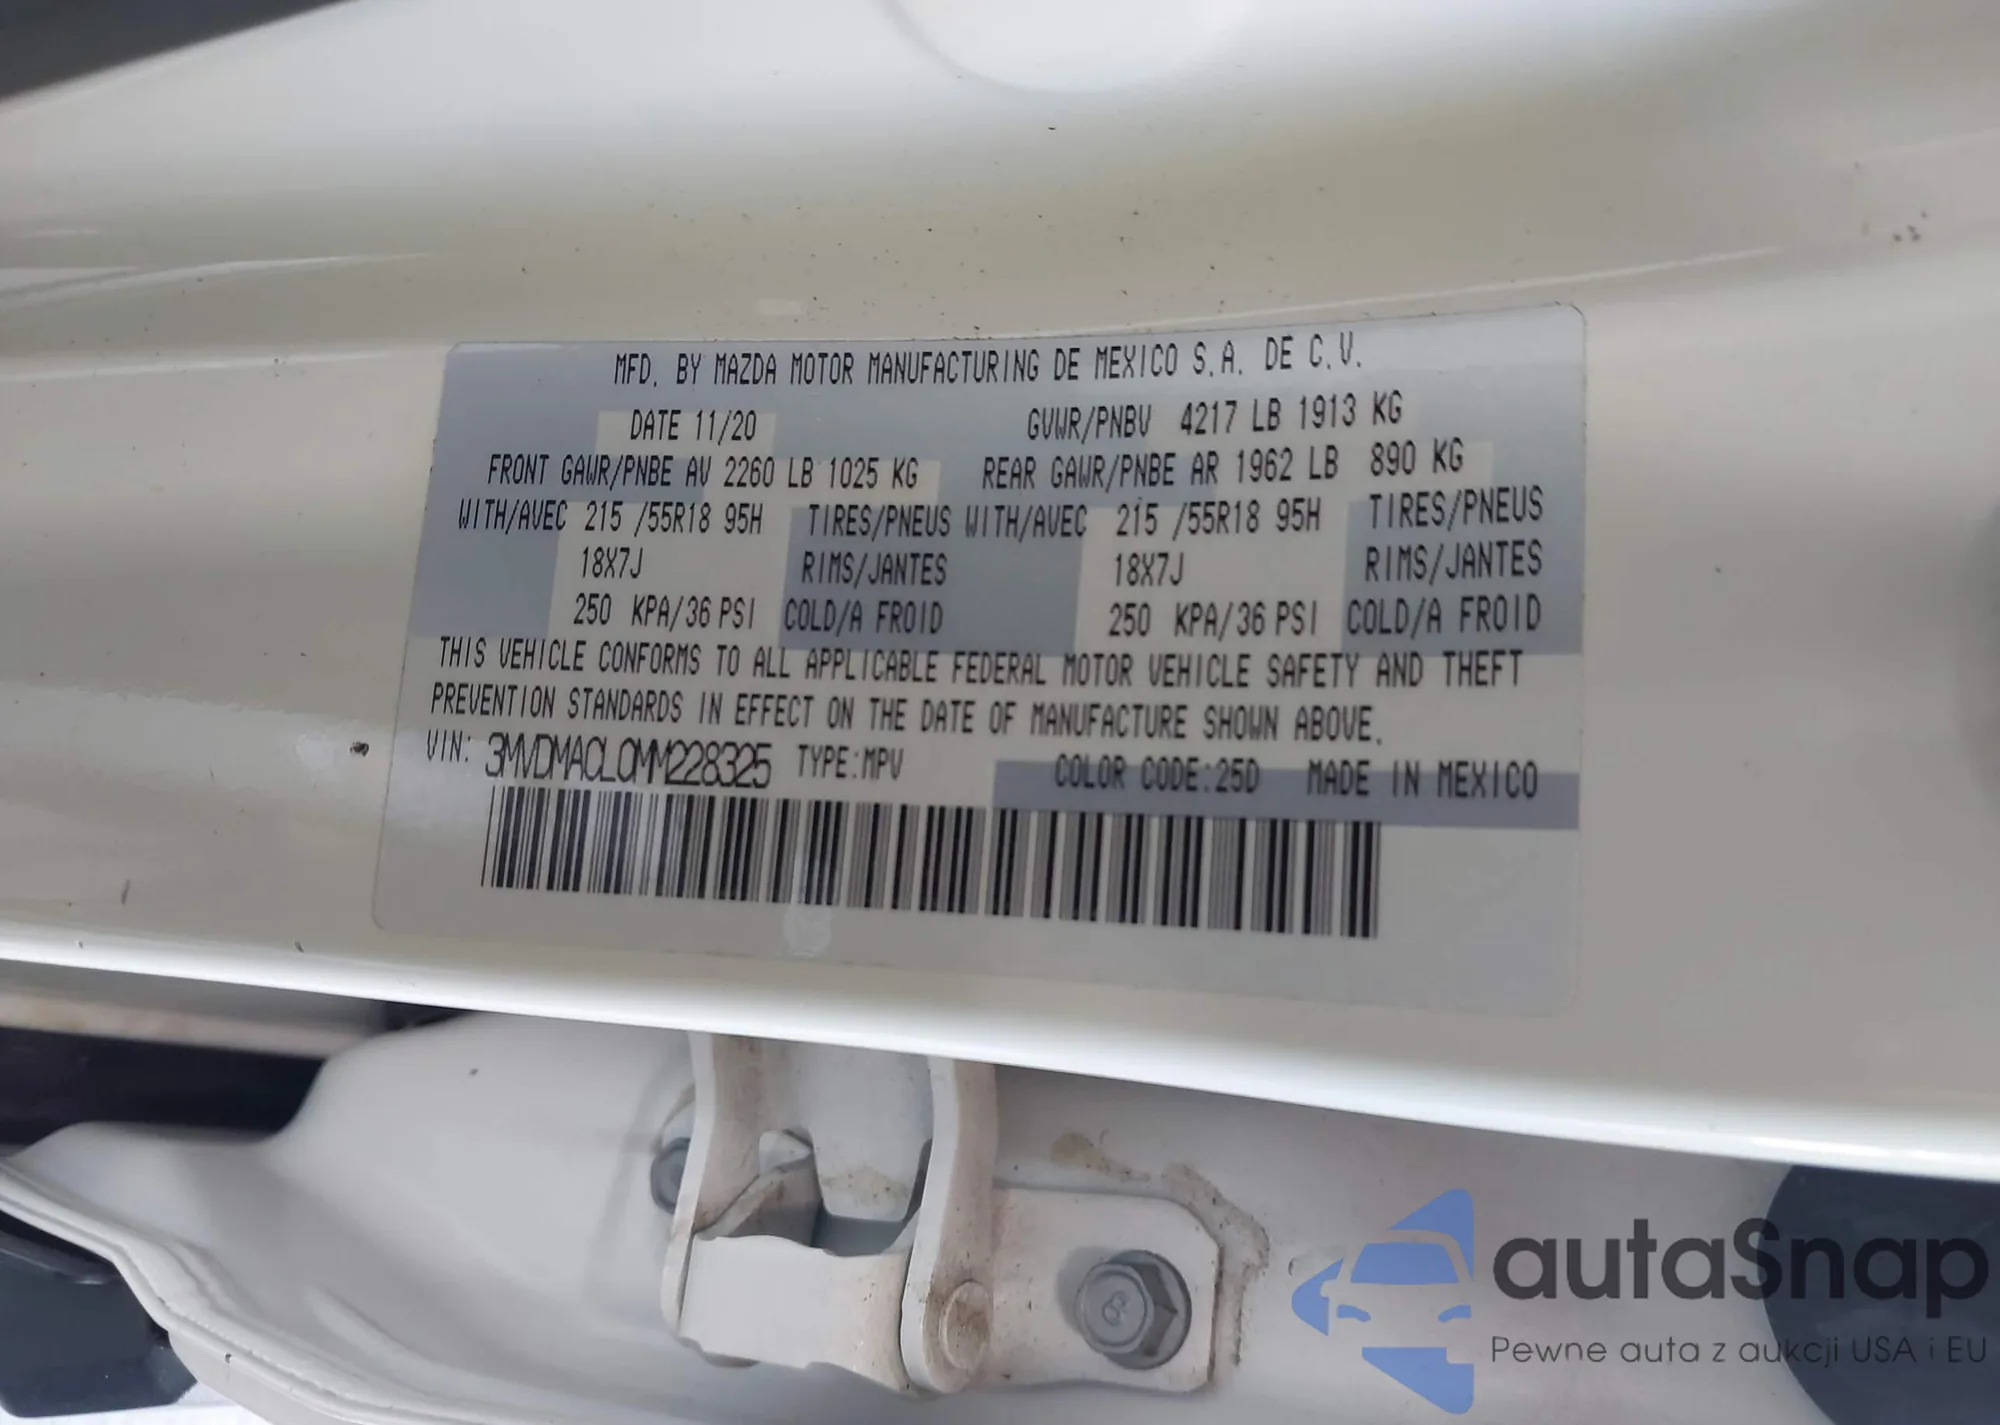 MFD. BY MAZDA MOTOR MANUFACTURING DE MEXICO S.A. DE C.V.
DATE 11/20 GVWR/PNBV 4217 LB 1913 KG
FRONT GAWR/PNBE AV 2260 LB 1025 KG REAR GAWR/PNBE AR 1962 LB 890 KG
WITH/AVEC 215 /55R18 95H TIRES/PNEUS WITH/AVEC 215 /55R18 95H TIRES/PNEUS
18X7J RIMS/JANTES 18X7J RIMS/JANTES
250 KPA/36 PSI COLD/A FROID 250 KPA/36 PSI COLD/A FROID
THIS VEHICLE CONFORMS TO ALL APPLICABLE FEDERAL MOTOR VEHICLE SAFETY AND THEFT
PREVENTION STANDARDS IN EFFECT ON THE DATE OF MANUFACTURE SHOWN ABOVE.
VIN: 3MVDMACL0MM228325 TYPE:MPV COLOR CODE:25D MADE IN MEXICO
autaSnap
Pewne auta z aukcji USA i EU